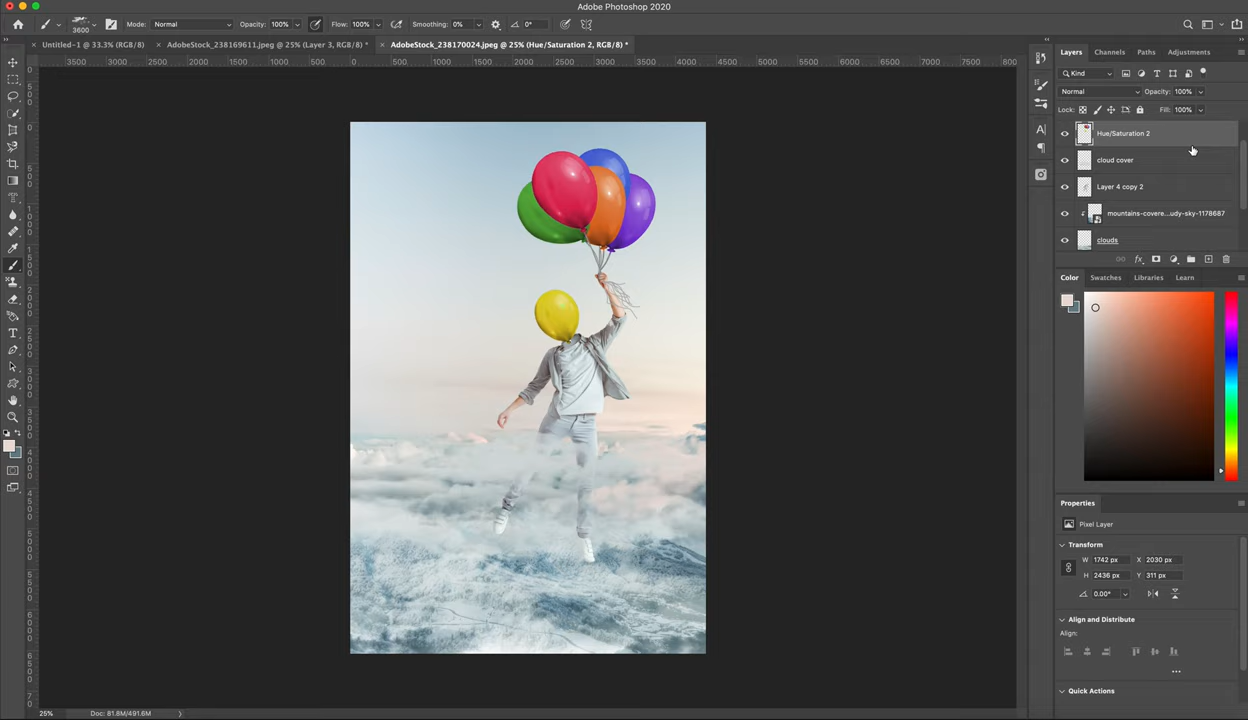 Adobe Photoshop 2020
3600 Mode: Normal Opacity: 100% Flow: 100% Smoothing: 0% 0°
Untitled-1 @ 33.3% (RGB/8) × AdobeStock_238169611.jpeg @ 25% (Layer 3, RGB/8) * × AdobeStock_238170024.jpeg @ 25% (Hue/Saturation 2, RGB/8) *
3500 3000 2500 2000 1500 1000 500 0 500 1000 1500 2000 2500 3000 3500 4000 4500 5000 5500 6000 6500 7000 7500 800
Layers Channels Paths Adjustments
Kind
Normal Opacity: 100%
Lock: Fill: 100%
Hue/Saturation 2
cloud cover
Layer 4 copy 2
mountains-covere...udy-sky-1178687
clouds
fx
Color Swatches Libraries Learn
Properties
Pixel Layer
Transform
W 1742 px X 2030 px
H 2436 px Y 311 px
0.00°
Align and Distribute
Align:
...
Quick Actions
25% Doc: 81.8M/491.6M